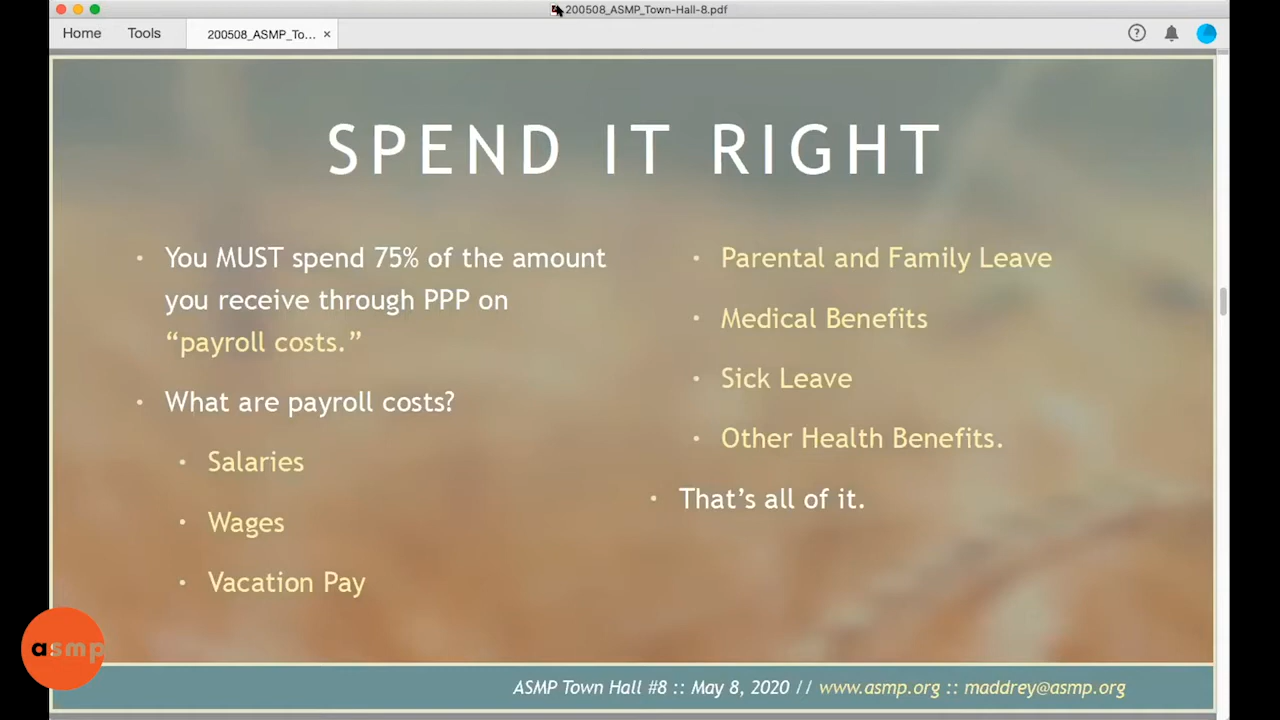 200508_ASMP_Town-Hall-8.pdf
Home Tools 200508_ASMP_To... ×
SPEND IT RIGHT
• You MUST spend 75% of the amount
you receive through PPP on
“payroll costs.”
• What are payroll costs?
• Salaries
• Wages
• Vacation Pay
• Parental and Family Leave
• Medical Benefits
• Sick Leave
• Other Health Benefits.
• That’s all of it.
asmp
ASMP Town Hall #8 :: May 8, 2020 // www.asmp.org :: maddrey@asmp.org